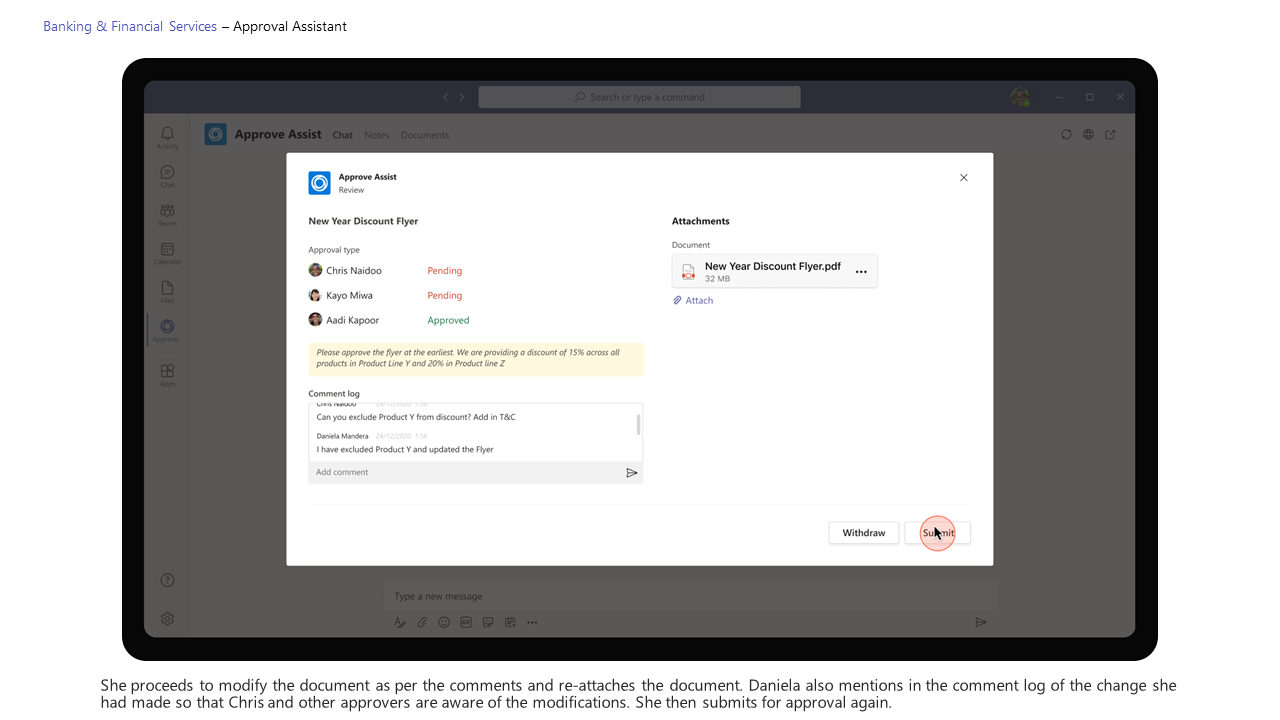 Banking & Financial Services – Approval Assistant
Search or type a command
Activity
Chat
Teams
Calendar
Files
Approve..
Apps
Approve Assist Chat Notes Documents
Approve Assist
Review
New Year Discount Flyer
Approval type
Chris Naidoo Pending
Kayo Miwa Pending
Aadi Kapoor Approved
Please approve the flyer at the earliest. We are providing a discount of 15% across all
products in Product Line Y and 20% in Product line Z
Comment log
Chris Naidoo 24/12/2020 1:56
Can you exclude Product Y from discount? Add in T&C
Daniela Mandera 24/12/2020 1:56
I have excluded Product Y and updated the Flyer
Add comment
Attachments
Document
New Year Discount Flyer.pdf
32 MB
Attach
Withdraw Submit
Type a new message
GIF
She proceeds to modify the document as per the comments and re-attaches the document. Daniela also mentions in the comment log of the change she
had made so that Chris and other approvers are aware of the modifications. She then submits for approval again.